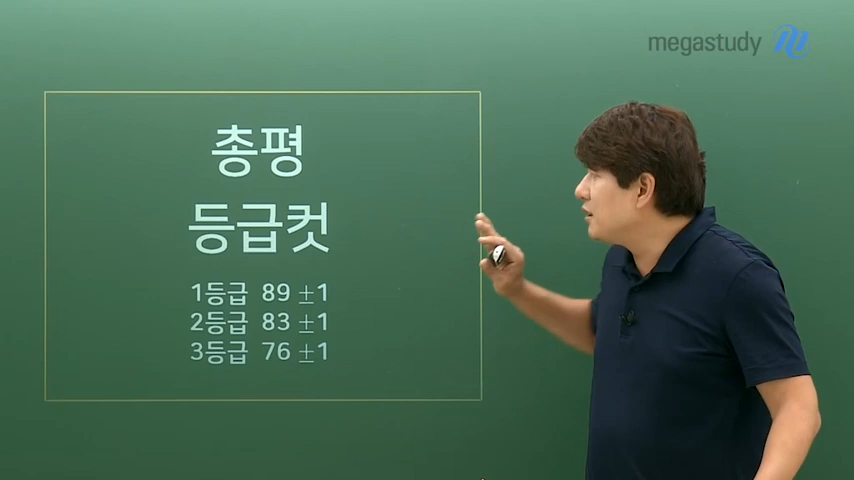 megastudy
총평
등급컷
1등급 89 ±1
2등급 83 ±1
3등급 76 ±1